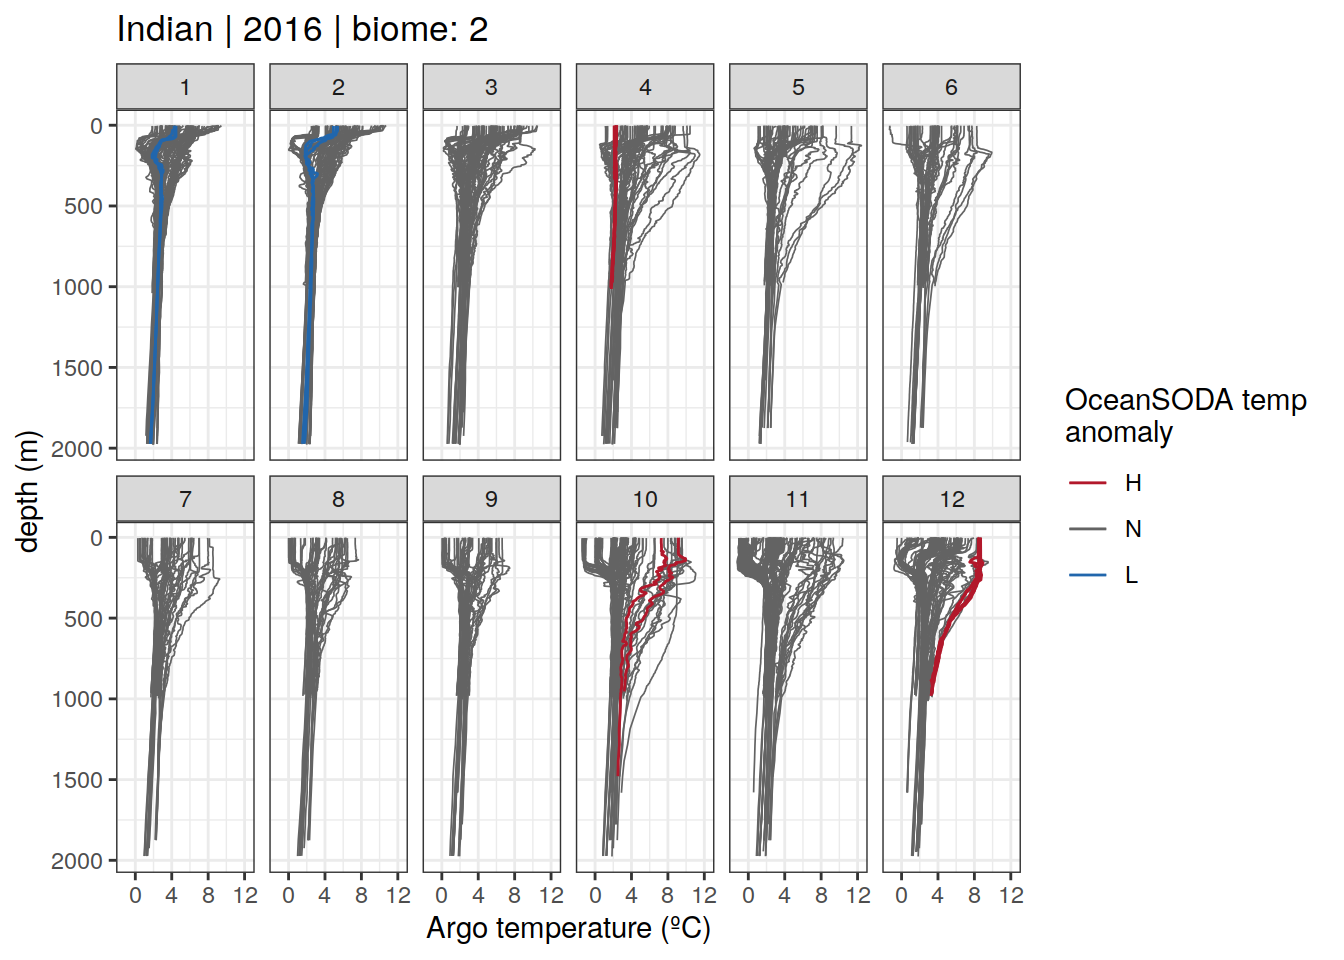 Indian | 2016 | biome: 2
1 2 3 4 5 6
0
500
1000
1500
2000
7 8 9 10 11 12
0
500
1000
1500
2000
0 4 8 12 0 4 8 12 0 4 8 12 0 4 8 12 0 4 8 12 0 4 8 12
Argo temperature (ºC)
depth (m)
OceanSODA temp
anomaly
H
N
L